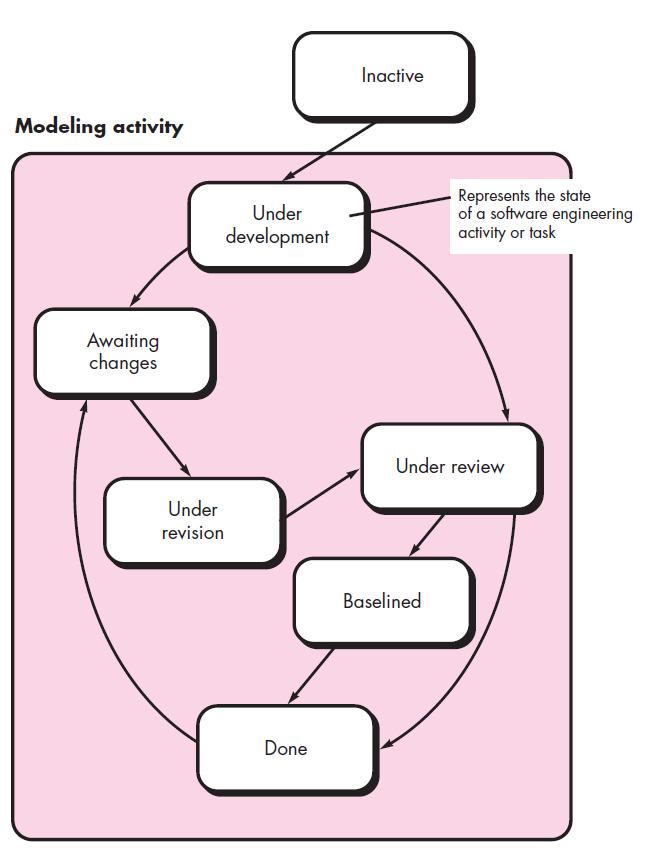 Inactive
Modeling activity
Under
development
Represents the state
of a software engineering
activity or task
Awaiting
changes
Under review
Under
revision
Baselined
Done